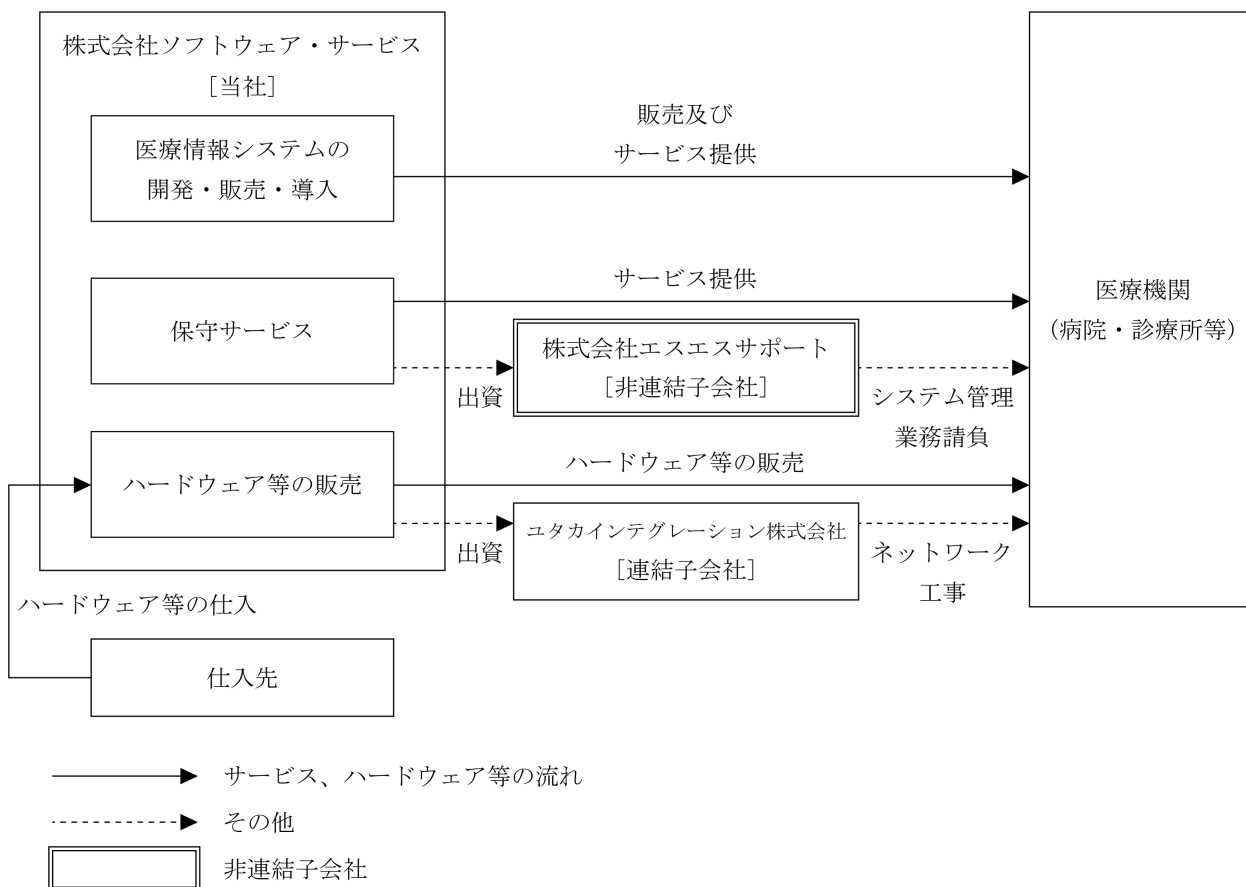 株式会社ソフトウェア・サービス
［当社］
医療情報システムの
開発・販売・導入
販売及び
サービス提供
保守サービス
サービス提供
出資
株式会社エスエスサポート
［非連結子会社］
システム管理
業務請負
ハードウェア等の販売
ハードウェア等の販売
出資
ユタカインテグレーション株式会社
［連結子会社］
ネットワーク
工事
医療機関
（病院・診療所等）
ハードウェア等の仕入
仕入先
サービス、ハードウェア等の流れ
その他
非連結子会社